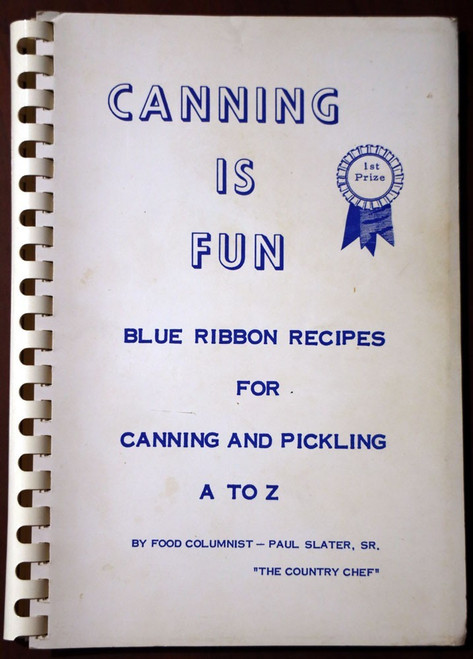 CANNING
IS
FUN
1st
Prize
BLUE RIBBON RECIPES
FOR
CANNING AND PICKLING
A TO Z
BY FOOD COLUMNIST — PAUL SLATER, SR.
"THE COUNTRY CHEF"